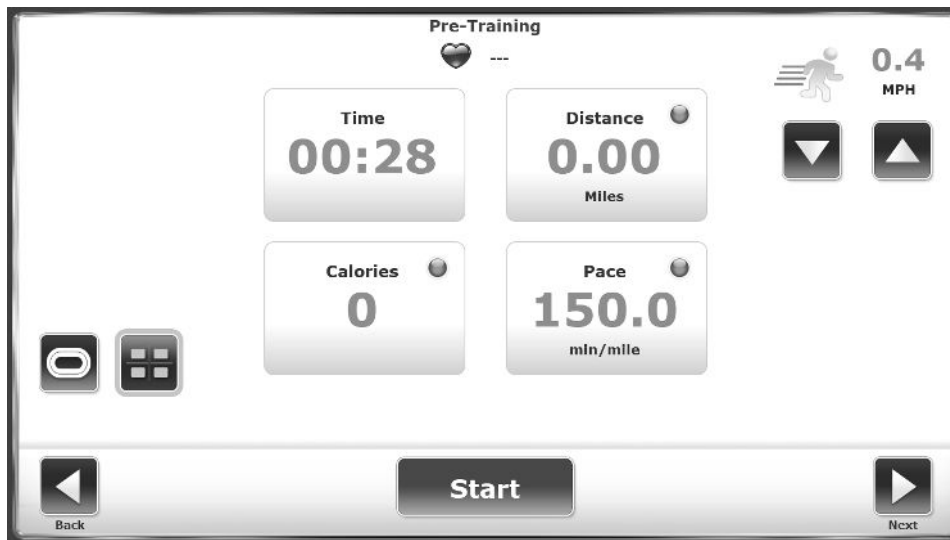 Pre-Training
---
0.4
MPH
Time
00:28
Distance
0.00
Miles
Calories
0
Pace
150.0
min/mile
Start
Back
Next